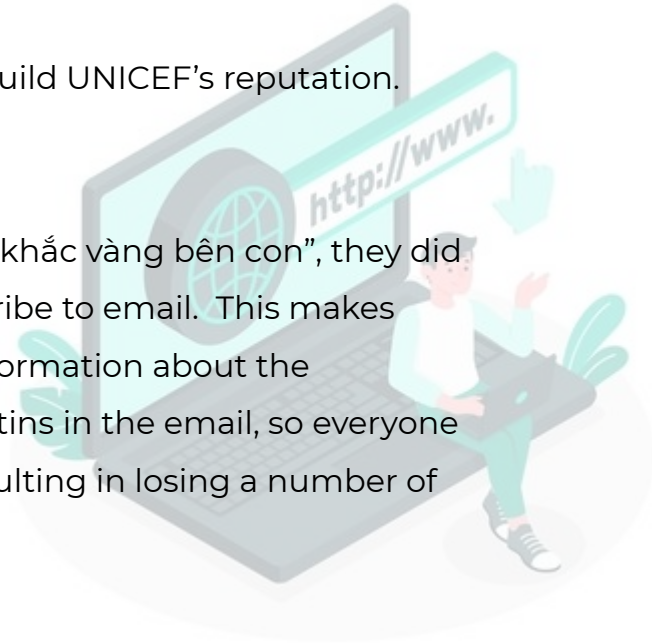 uild UNICEF’s reputation.
http://www.
khắc vàng bên con”, they did
ribe to email.  This makes
ormation about the
tins in the email, so everyone
ulting in losing a number of